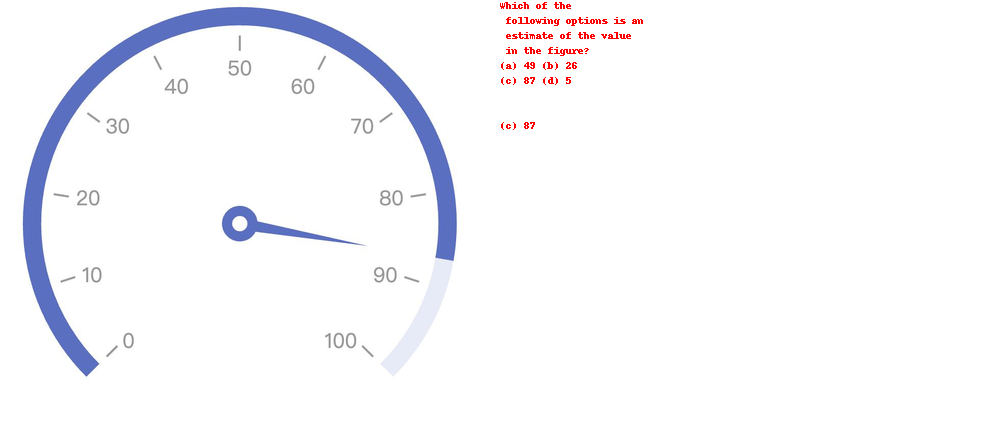 50
40
60
30
70
20
80
10
90
0
100
Which of the
following options is an
estimate of the value
in the figure?
(a) 49 (b) 26
(c) 87 (d) 5
(c) 87